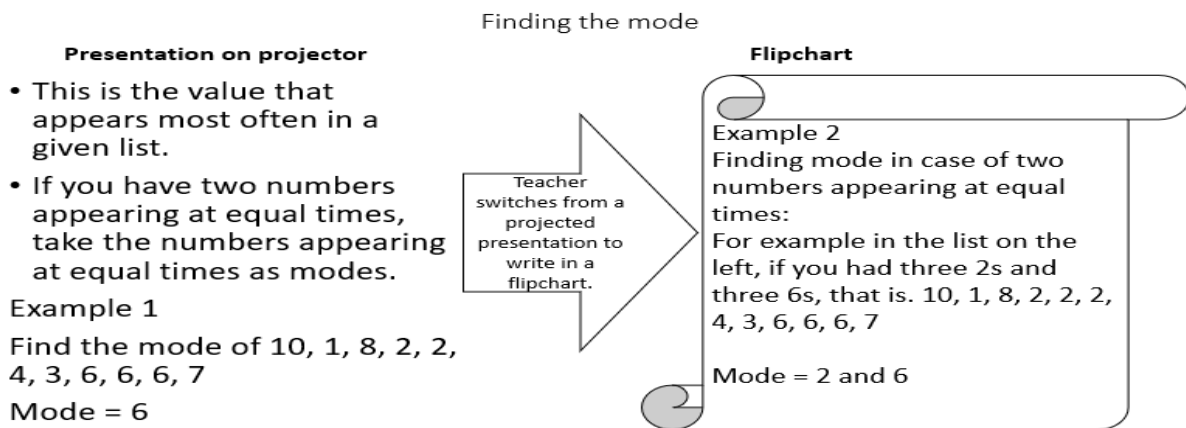 Finding the mode
Presentation on projector
• This is the value that
appears most often in a
given list.
• If you have two numbers
appearing at equal times,
take the numbers appearing
at equal times as modes.
Example 1
Find the mode of 10, 1, 8, 2, 2,
4, 3, 6, 6, 6, 7
Mode = 6
Teacher
switches from a
projected
presentation to
write in a
flipchart.
Flipchart
Example 2
Finding mode in case of two
numbers appearing at equal
times:
For example in the list on the
left, if you had three 2s and
three 6s, that is. 10, 1, 8, 2, 2, 2,
4, 3, 6, 6, 6, 7
Mode = 2 and 6